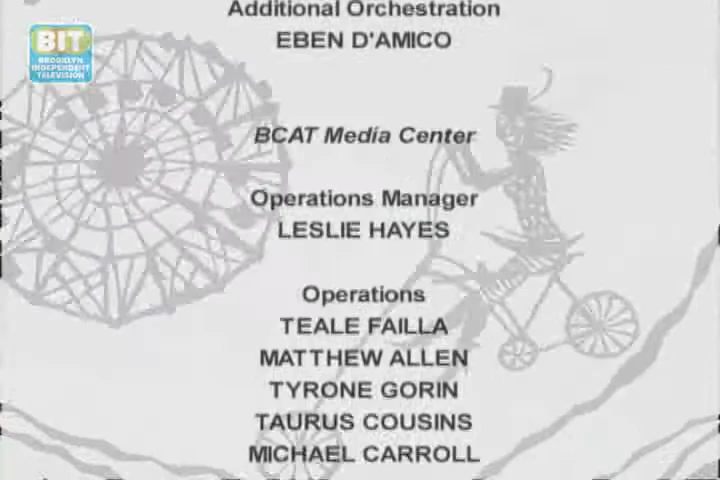 Additional Orchestration
EBEN D'AMICO
BIT
BROOKLYN
INDEPENDENT
TELEVISION
BCAT Media Center
Operations Manager
LESLIE HAYES
Operations
TEALE FAILLA
MATTHEW ALLEN
TYRONE GORIN
TAURUS COUSINS
MICHAEL CARROLL